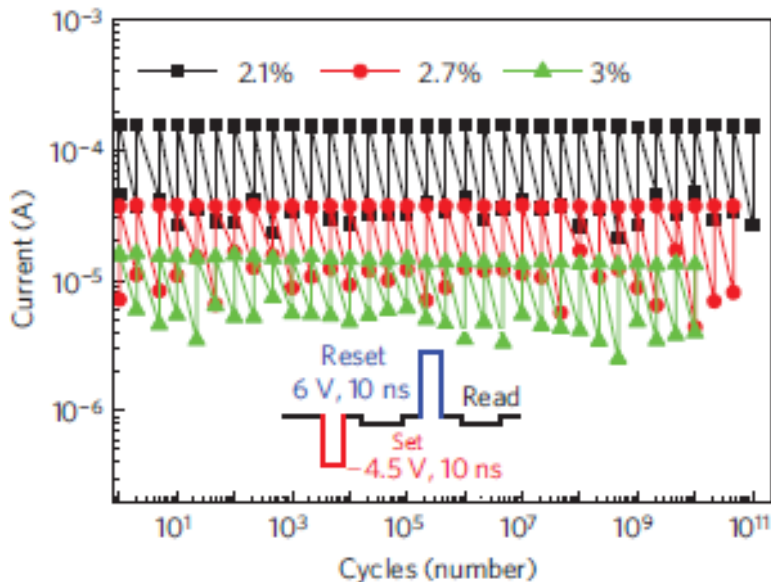 10⁻³
2.1% 2.7% 3%
10⁻⁴
Current (A)
10⁻⁵
Reset
6 V, 10 ns
Read
10⁻⁶
Set
−4.5 V, 10 ns
10¹ 10³ 10⁵ 10⁷ 10⁹ 10¹¹
Cycles (number)